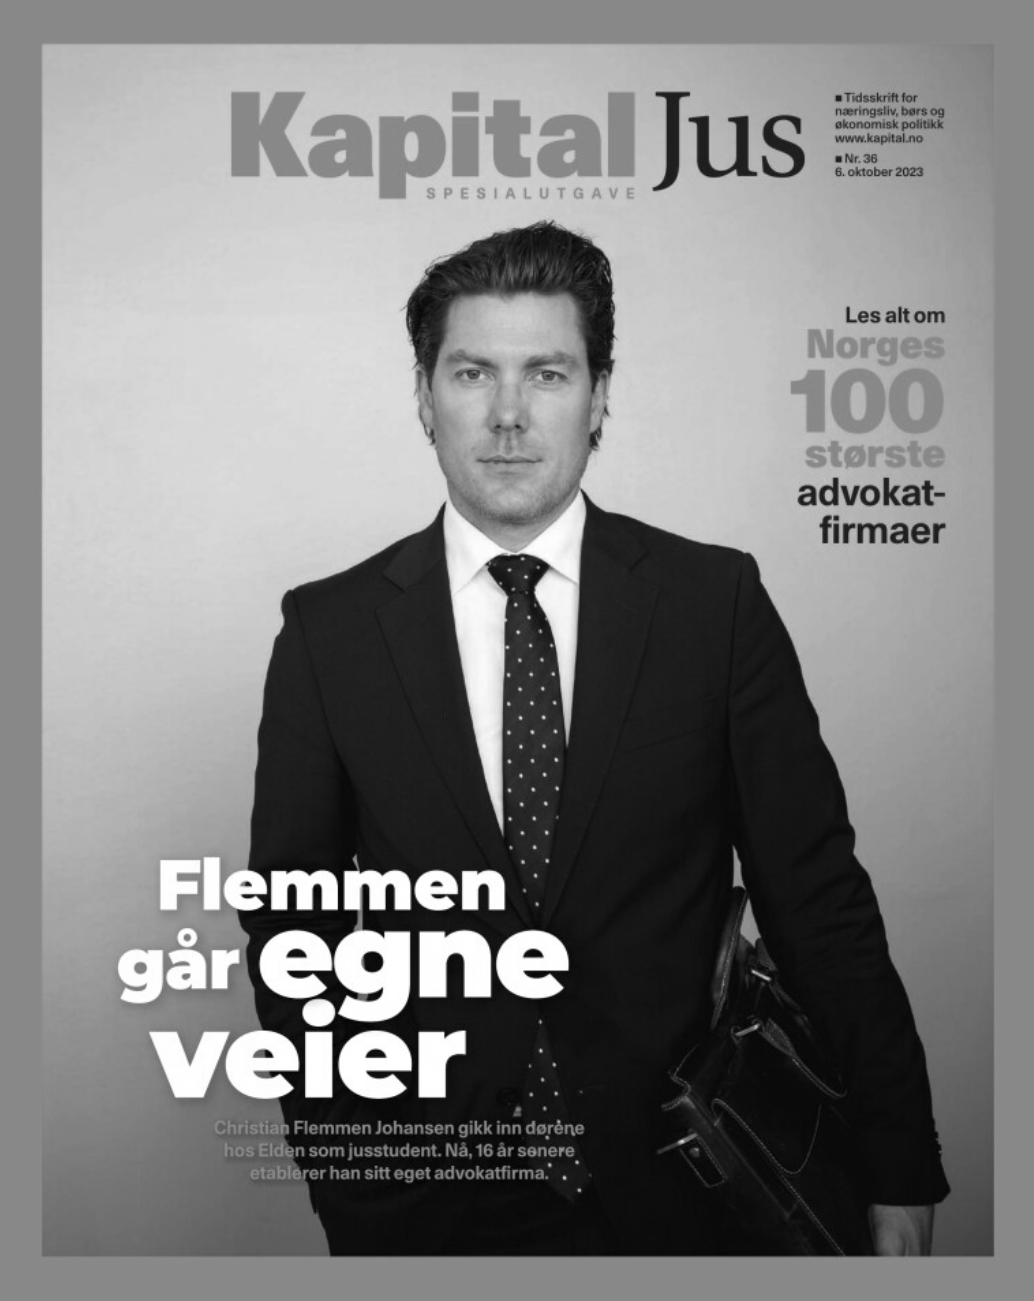 Kapital Jus
SPESIALUTGAVE
■ Tidsskrift for
næringsliv, børs og
økonomisk politikk
www.kapital.no
■ Nr. 36
6. oktober 2023
Les alt om
Norges
100
største
advokat-
firmaer
Flemmen
går egne
veier
Christian Flemmen Johansen gikk inn dørene
hos Elden som jusstudent. Nå, 16 år senere
etablerer han sitt eget advokatfirma.